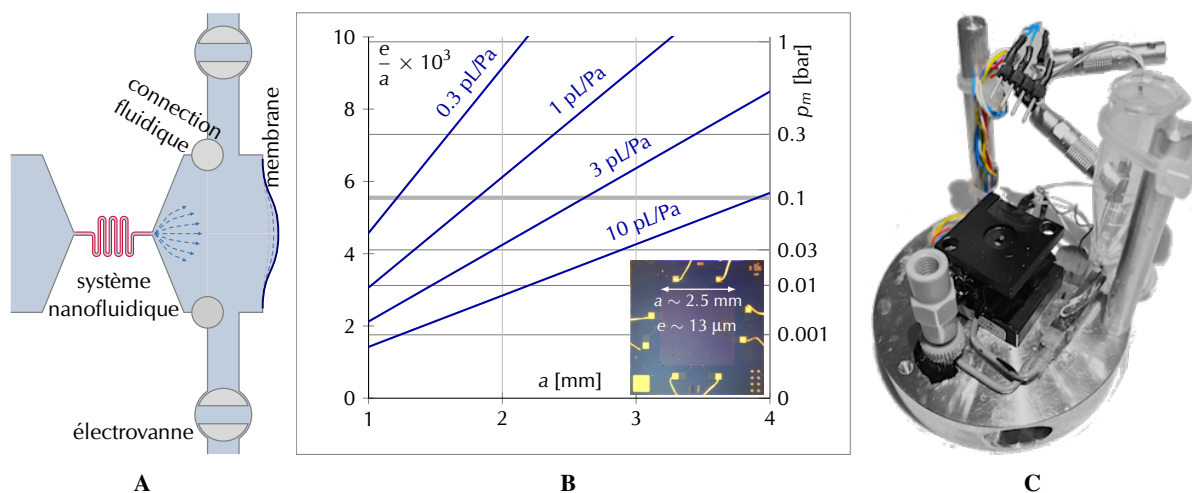 connection
fluidique
membrane
système
nanofluidique
électrovanne
A
e
a
× 10³
0.3 pL/Pa
1 pL/Pa
3 pL/Pa
10 pL/Pa
10
8
6
4
2
0
1
2
3
4
a [mm]
1
0.3
0.1
0.03
0.01
0.001
0
pₘ [bar]
a ∼ 2.5 mm
e ∼ 13 µm
B
C